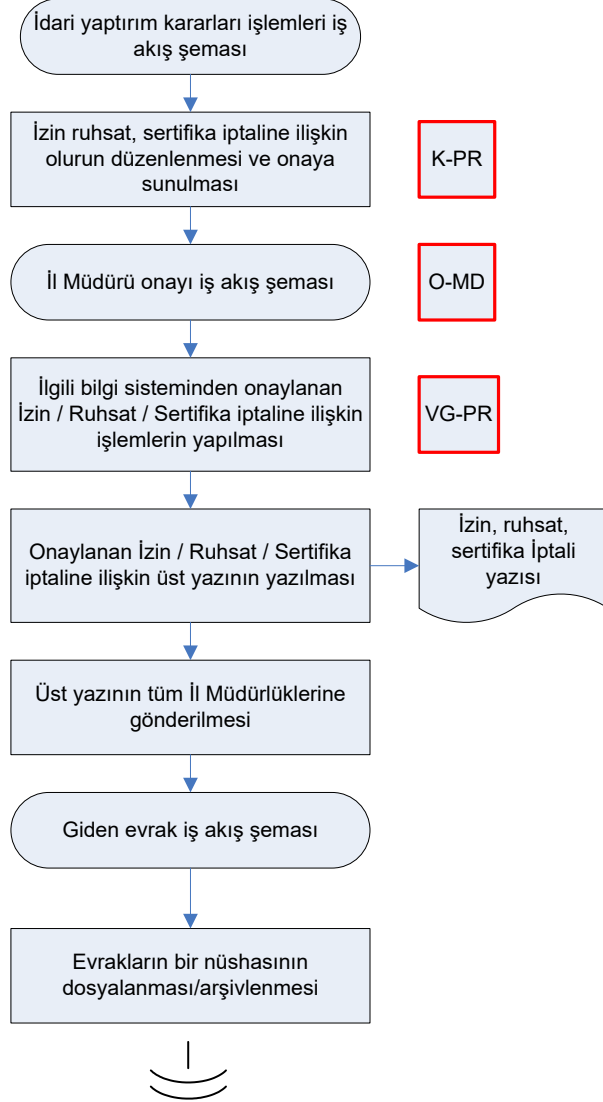 İdari yaptırım kararları işlemleri iş
akış şeması
İzin ruhsat, sertifika iptaline ilişkin
olurun düzenlenmesi ve onaya
sunulması
K-PR
İl Müdürü onayı iş akış şeması
O-MD
İlgili bilgi sisteminden onaylanan
İzin / Ruhsat / Sertifika iptaline ilişkin
işlemlerin yapılması
VG-PR
Onaylanan İzin / Ruhsat / Sertifika
iptaline ilişkin üst yazının yazılması
İzin, ruhsat,
sertifika İptali
yazısı
Üst yazının tüm İl Müdürlüklerine
gönderilmesi
Giden evrak iş akış şeması
Evrakların bir nüshasının
dosyalanması/arşivlenmesi